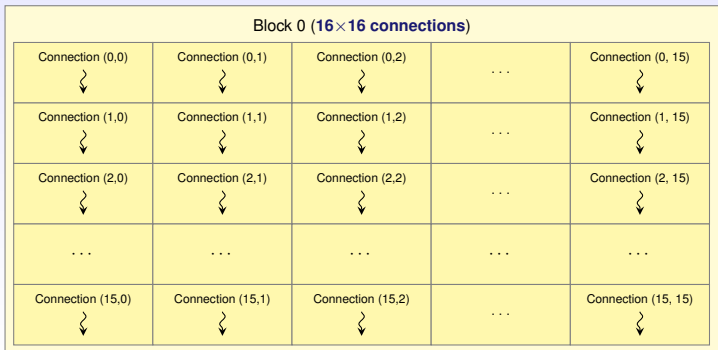 Block 0 (16×16 connections)
Connection (0,0) Connection (0,1) Connection (0,2) ... Connection (0, 15)
Connection (1,0) Connection (1,1) Connection (1,2) ... Connection (1, 15)
Connection (2,0) Connection (2,1) Connection (2,2) ... Connection (2, 15)
... ... ... ... ...
Connection (15,0) Connection (15,1) Connection (15,2) ... Connection (15, 15)